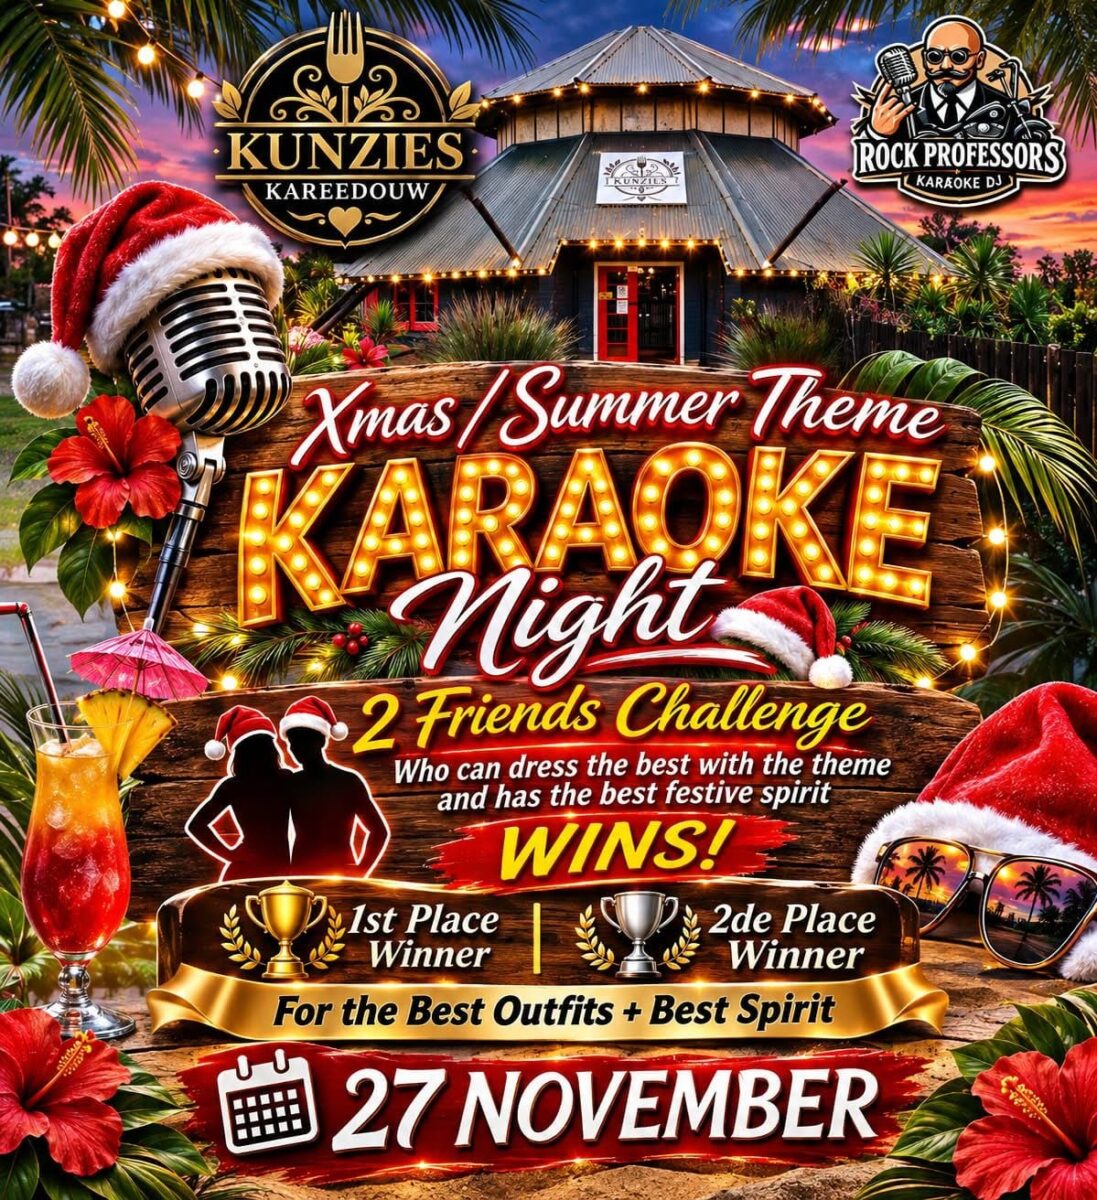 KUNZIES
KAREEDOUW
KUNZIES
ROCK PROFESSORS
KARAOKE DJ
Xmas / Summer Theme
KARAOKE
Night
2 Friends Challenge
Who can dress the best with the theme
and has the best festive spirit
WINS!
1st Place
Winner
2de Place
Winner
For the Best Outfits + Best Spirit
27 NOVEMBER